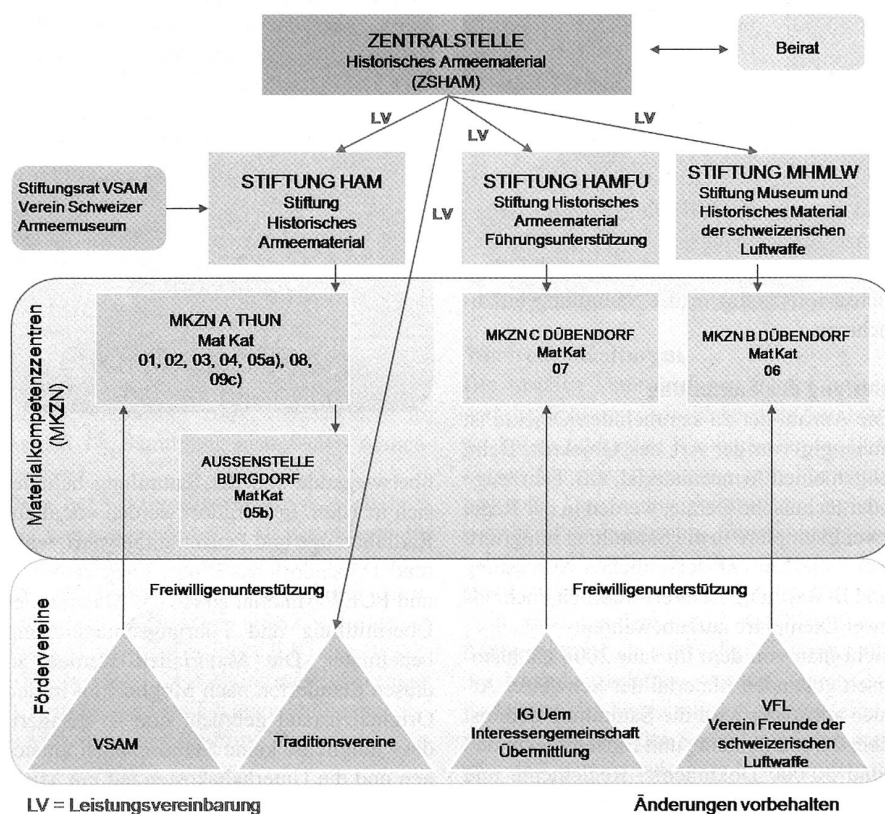 ZENTRALSTELLE
Historisches Armeematerial
(ZSHAM)
Beirat
LV
LV
LV
LV
Stiftungsrat VSAM
Verein Schweizer
Armeemuseum
STIFTUNG HAM
Stiftung
Historisches
Armeematerial
STIFTUNG HAMFU
Stiftung Historisches
Armeematerial
Führungsunterstützung
STIFTUNG MHMLW
Stiftung Museum und
Historisches Material
der schweizerischen
Luftwaffe
Materialkompetenzzentren
(MKZN)
MKZN A THUN
Mat Kat
01, 02, 03, 04, 05a), 08,
09c)
MKZN C DÜBENDORF
Mat Kat
07
MKZN B DÜBENDORF
Mat Kat
06
AUSSENSTELLE
BURGDORF
Mat Kat
05b)
Fördervereine
Freiwilligenunterstützung
Freiwilligenunterstützung
VSAM
Traditionsvereine
IG Uem
Interessengemeinschaft
Übermittlung
VFL
Verein Freunde der
schweizerischen
Luftwaffe
LV = Leistungsvereinbarung
Änderungen vorbehalten